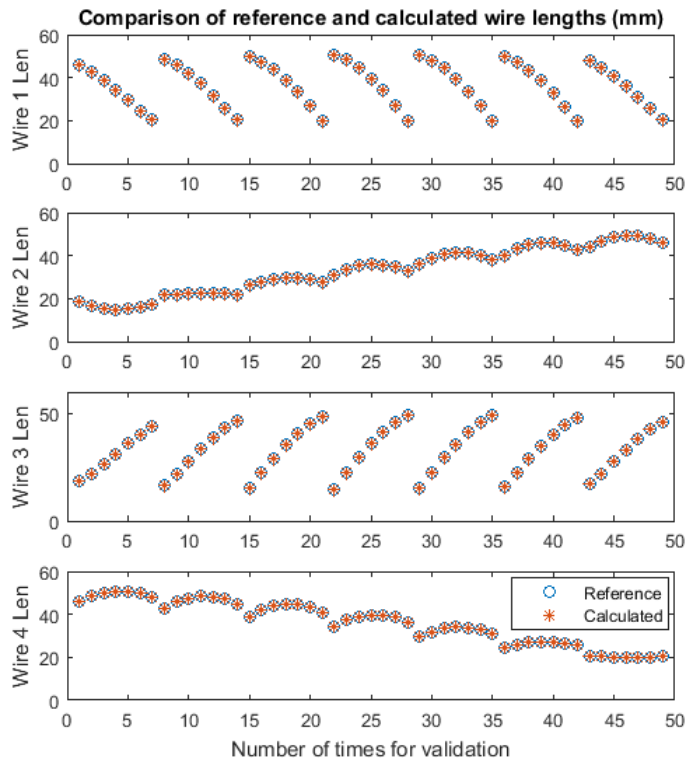 Comparison of reference and calculated wire lengths (mm)
Wire 1 Len
60
40
20
0
0 5 10 15 20 25 30 35 40 45 50
Wire 2 Len
60
40
20
0
0 5 10 15 20 25 30 35 40 45 50
Wire 3 Len
50
0
0 5 10 15 20 25 30 35 40 45 50
Wire 4 Len
60
40
20
0
Reference
Calculated
0 5 10 15 20 25 30 35 40 45 50
Number of times for validation